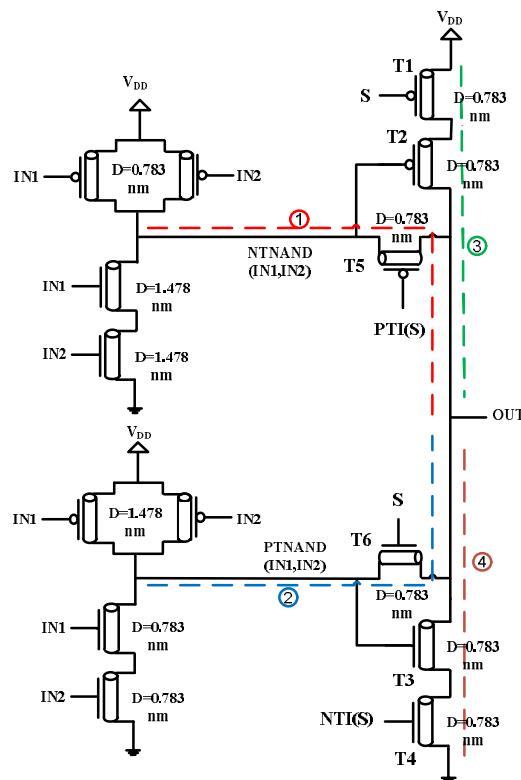 V_DD
T1
S
D=0.783
nm
T2
V_DD
IN1
D=0.783
nm
IN2
D=0.783
nm
1
D=0.783
nm
NTNAND
(IN1,IN2)
T5
3
IN1
D=1.478
nm
PTI(S)
IN2
D=1.478
nm
OUT
V_DD
IN1
D=1.478
nm
IN2
S
T6
PTNAND
(IN1,IN2)
2
4
D=0.783
nm
IN1
D=0.783
nm
D=0.783
nm
T3
IN2
D=0.783
nm
NTI(S)
D=0.783
nm
T4